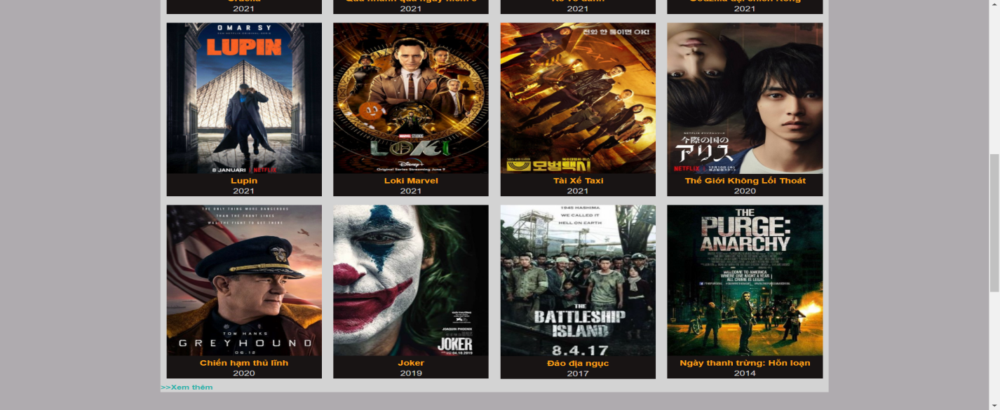 2021
2021
2021
2021
OMAR SY
LUPIN
8 JANUARI | NETFLIX
Lupin
2021
MARVEL STUDIOS
LOKI
Disney+
Original Series Streaming June 9
Loki Marvel
2021
전화 한 통이면 OK!
모범택시
Tài Xế Taxi
2021
今際の国の
アリス
NETFLIX
Thế Giới Không Lối Thoát
2020
THE ONLY THING MORE DANGEROUS
THAN THE FRONT LINES
WAS THE FIGHT TO GET THERE
TOM HANKS
GREYHOUND
06.12
Chiến hạm thủ lĩnh
2020
JOAQUIN PHOENIX
JOKER
04.10.2019
Joker
2019
1945 HASHIMA
WE CALLED IT
HELL ON EARTH
THE
BATTLESHIP
ISLAND
8.4.17
Đảo địa ngục
2017
THE
PURGE:
ANARCHY
WELCOME TO AMERICA
WHERE ONE NIGHT A YEAR
ALL CRIME IS LEGAL
Ngày thanh trừng: Hỗn loạn
2014
>>Xem thêm